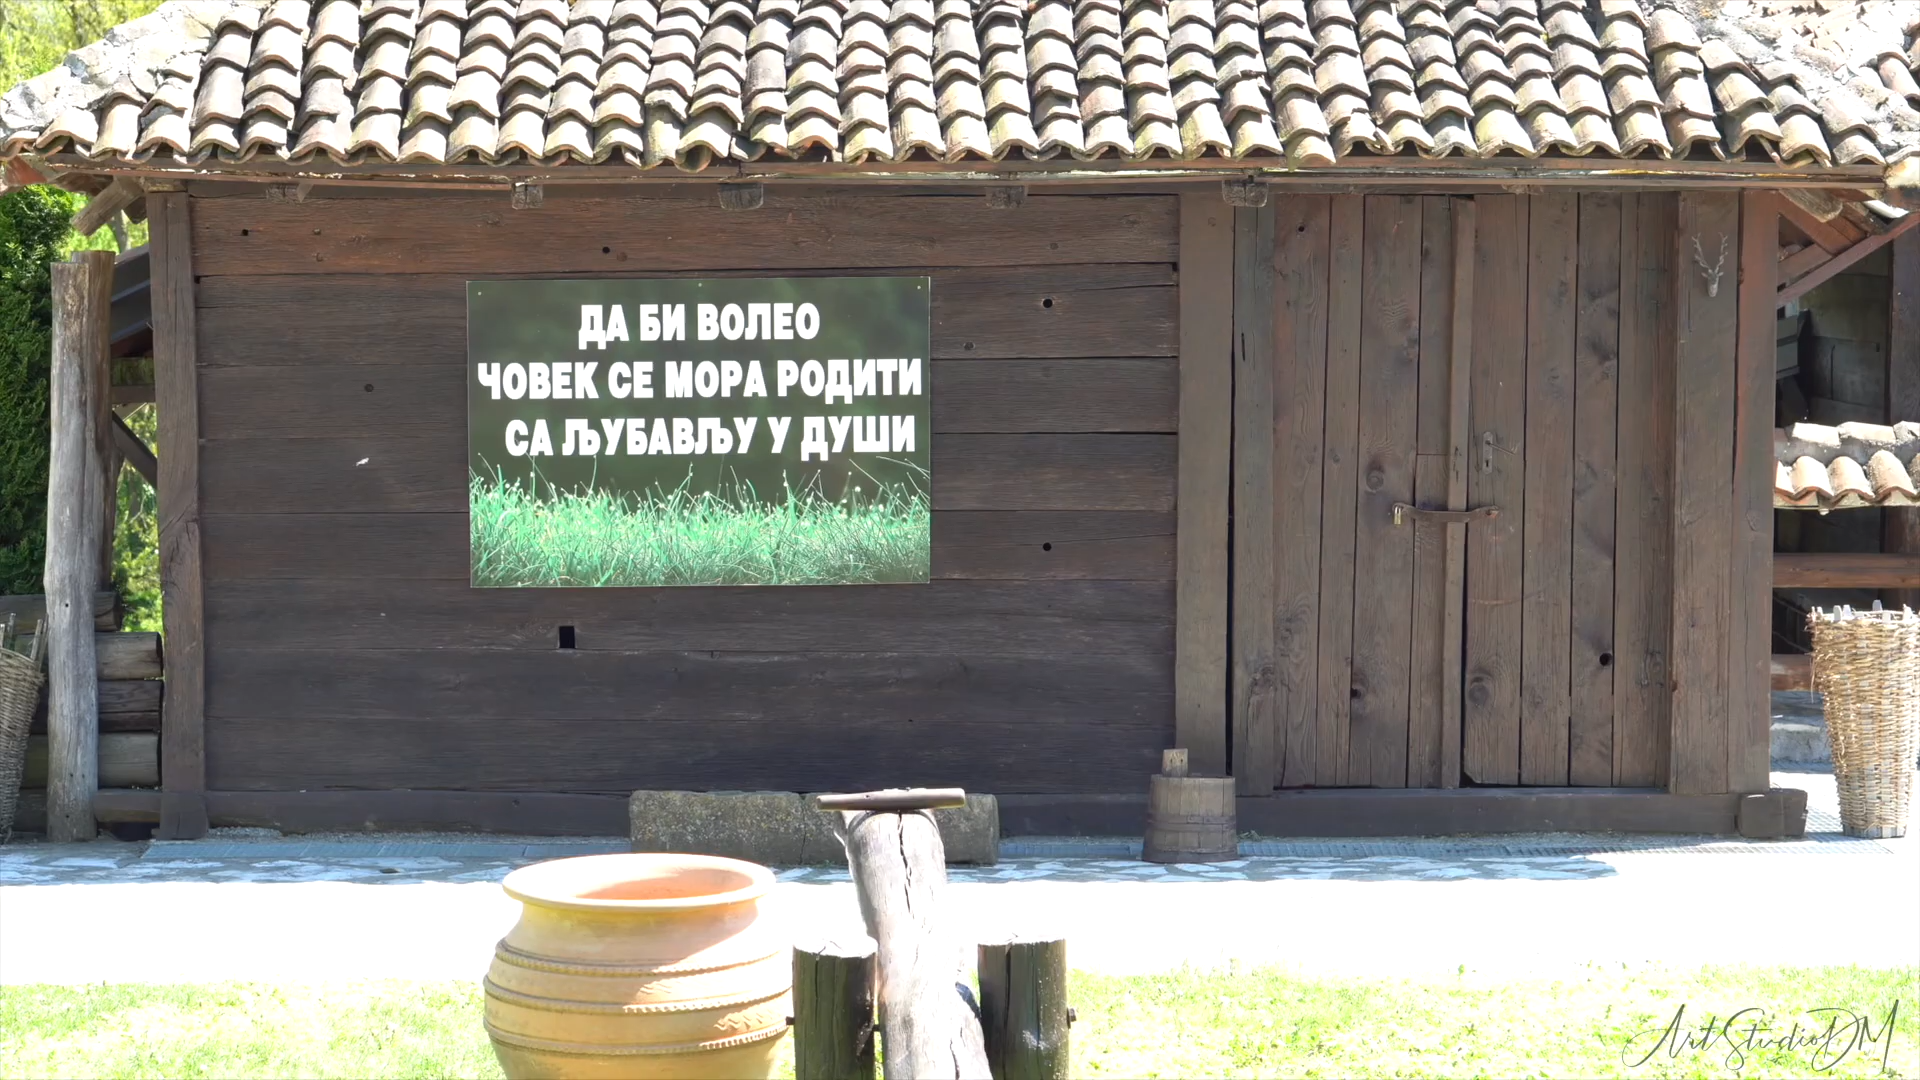 ДА БИ ВОЛЕО
ЧОВЕК СЕ МОРА РОДИТИ
СА ЉУБАВЉУ У ДУШИ
ArtStudioDM